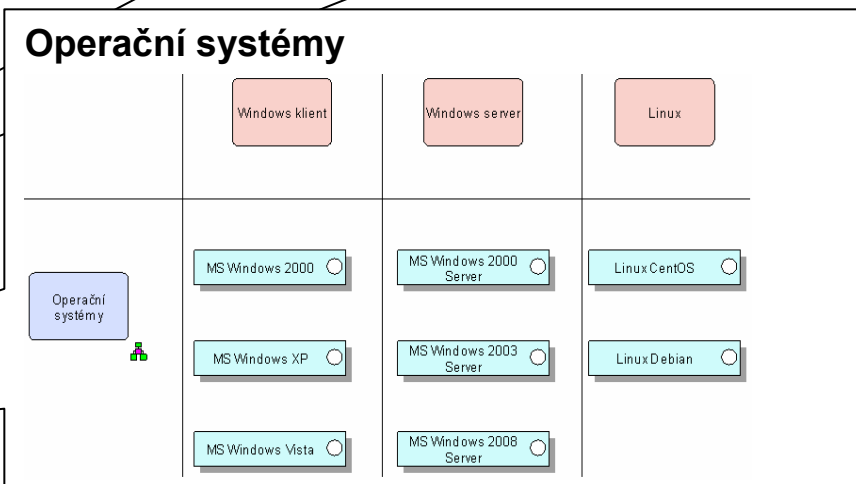 Operační systémy
Windows klient
Windows server
Linux
Operační
systémy
MS Windows 2000
MS Windows 2000
Server
Linux CentOS
MS Windows XP
MS Windows 2003
Server
Linux Debian
MS Windows Vista
MS Windows 2008
Server